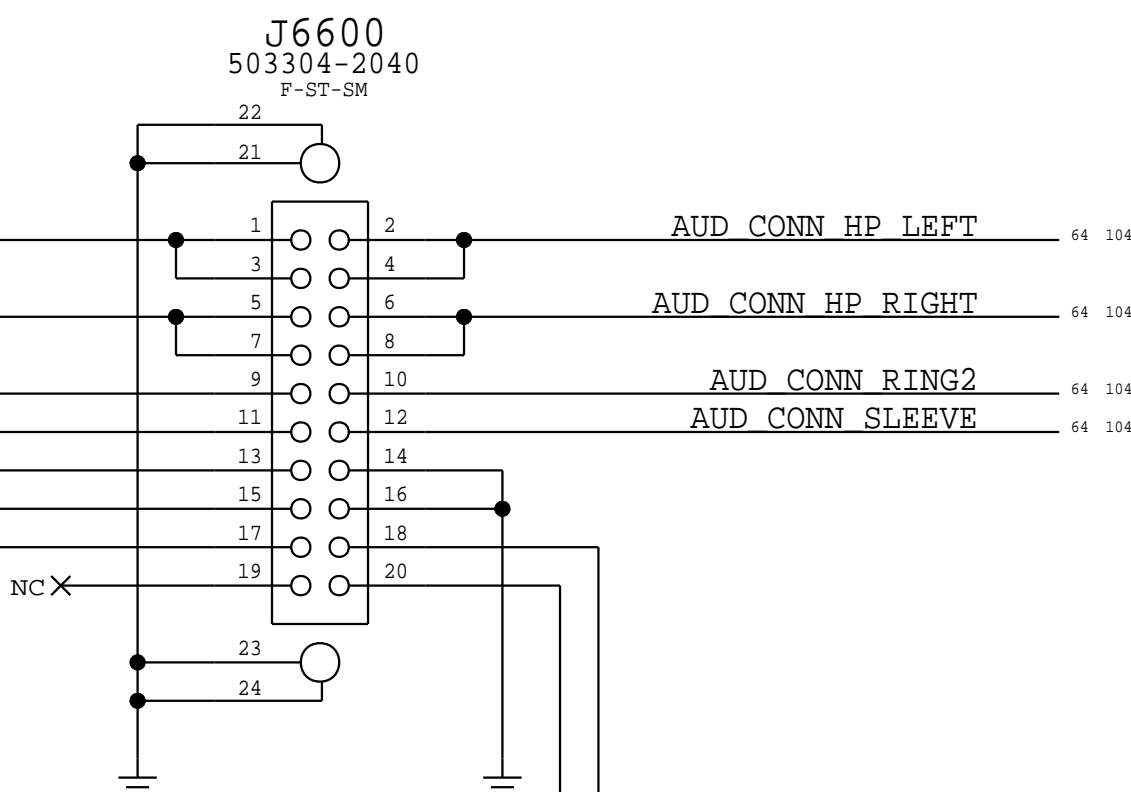 J6600
503304-2040
F-ST-SM
22
21
1 2 AUD_CONN_HP_LEFT 64 104
3 4
5 6 AUD_CONN_HP_RIGHT 64 104
7 8
9 10 AUD_CONN_RING2 64 104
11 12 AUD_CONN_SLEEVE 64 104
13 14
15 16
17 18
NC 19 20
23
24